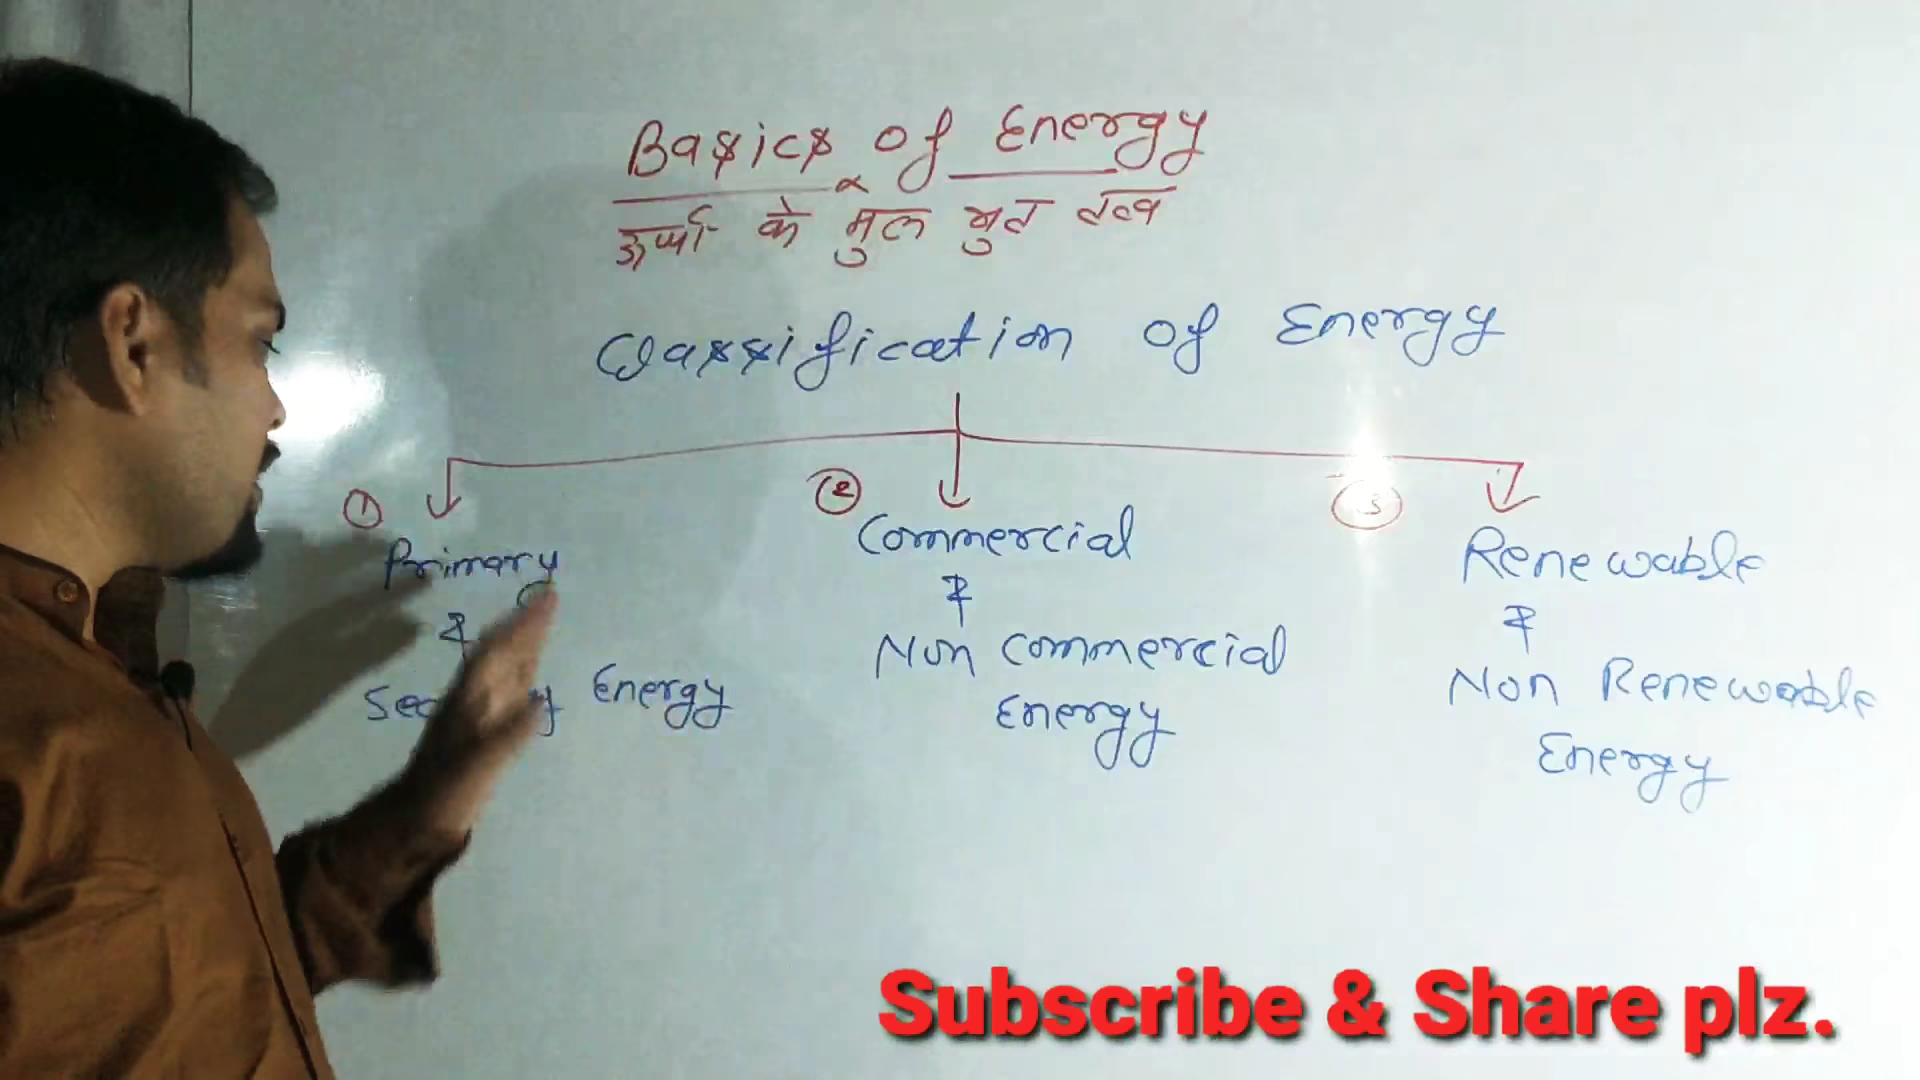 Basics of Energy
ऊर्जा के मुल भुत तत्व
Classification of Energy
① ② ③
Primary
&
Energy
Commercial
&
Non Commercial
Energy
Renewable
&
Non Renewable
Energy
Subscribe & Share plz.